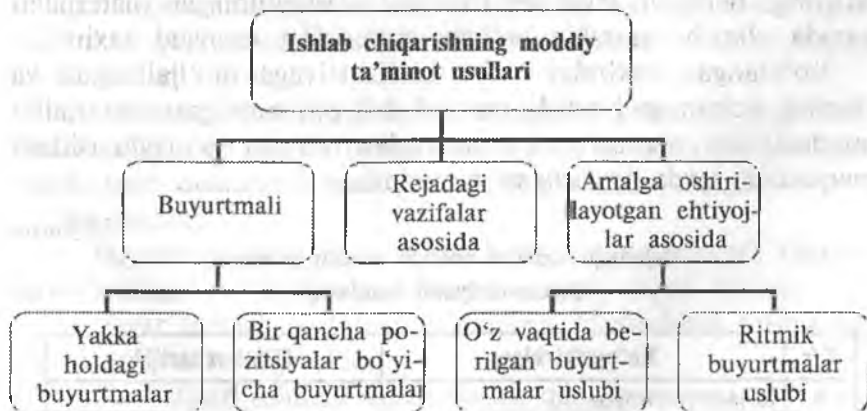 Ishlab chiqarishning moddiy
ta’minot usullari
Buyurtmali
Rejadagi
vazifalar
asosida
Amalga oshiri-
layotgan ehtiyoj-
lar asosida
Yakka
holdagi
buyurtmalar
Bir qancha po-
zitsiyalar bo‘yi-
cha buyurtmalar
O‘z vaqtida be-
rilgan buyurt-
malar uslubi
Ritmik
buyurtmalar
uslubi